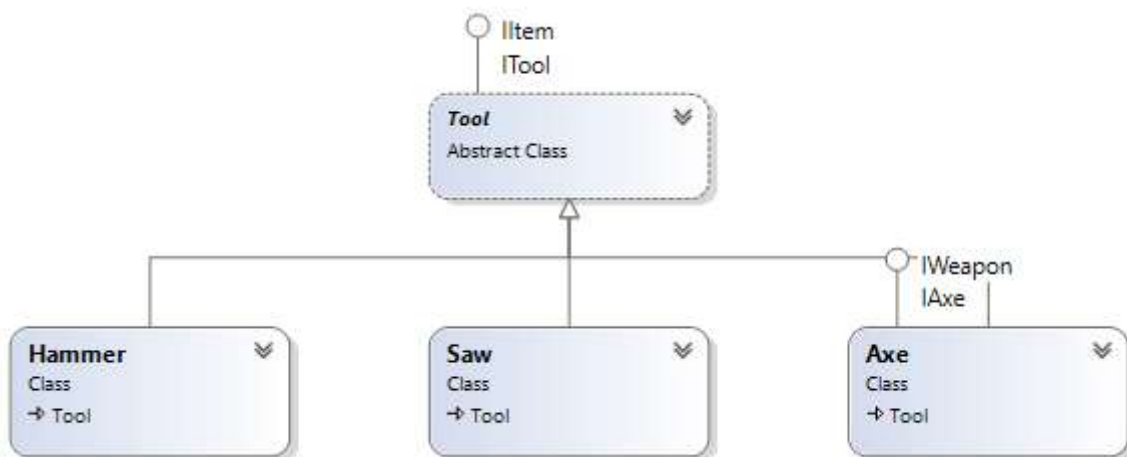 IItem
ITool
Tool
Abstract Class
IWeapon
IAxe
Hammer
Class
Tool
Saw
Class
Tool
Axe
Class
Tool